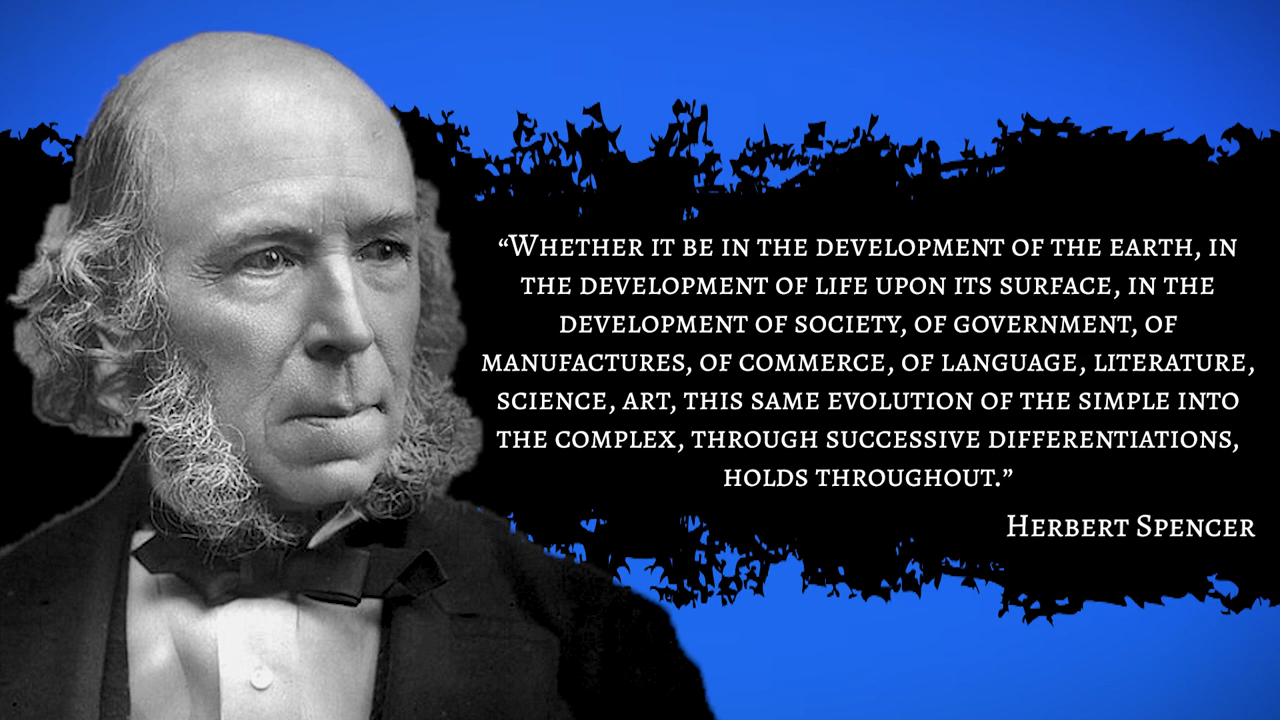 “Whether it be in the development of the earth, in
the development of life upon its surface, in the
development of society, of government, of
manufactures, of commerce, of language, literature,
science, art, this same evolution of the simple into
the complex, through successive differentiations,
holds throughout.”
Herbert Spencer